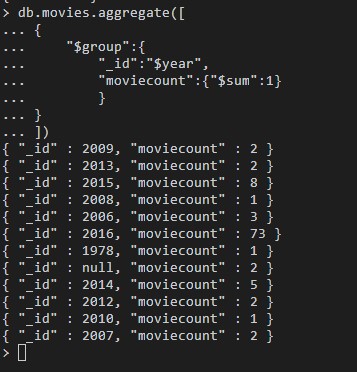 > db.movies.aggregate([
... {
...     "$group":{
...         "_id":"$year",
...         "moviecount":{"$sum":1}
...         }
... }
... ])
{ "_id" : 2009, "moviecount" : 2 }
{ "_id" : 2013, "moviecount" : 2 }
{ "_id" : 2015, "moviecount" : 8 }
{ "_id" : 2008, "moviecount" : 1 }
{ "_id" : 2006, "moviecount" : 3 }
{ "_id" : 2016, "moviecount" : 73 }
{ "_id" : 1978, "moviecount" : 1 }
{ "_id" : null, "moviecount" : 2 }
{ "_id" : 2014, "moviecount" : 5 }
{ "_id" : 2012, "moviecount" : 2 }
{ "_id" : 2010, "moviecount" : 1 }
{ "_id" : 2007, "moviecount" : 2 }
>